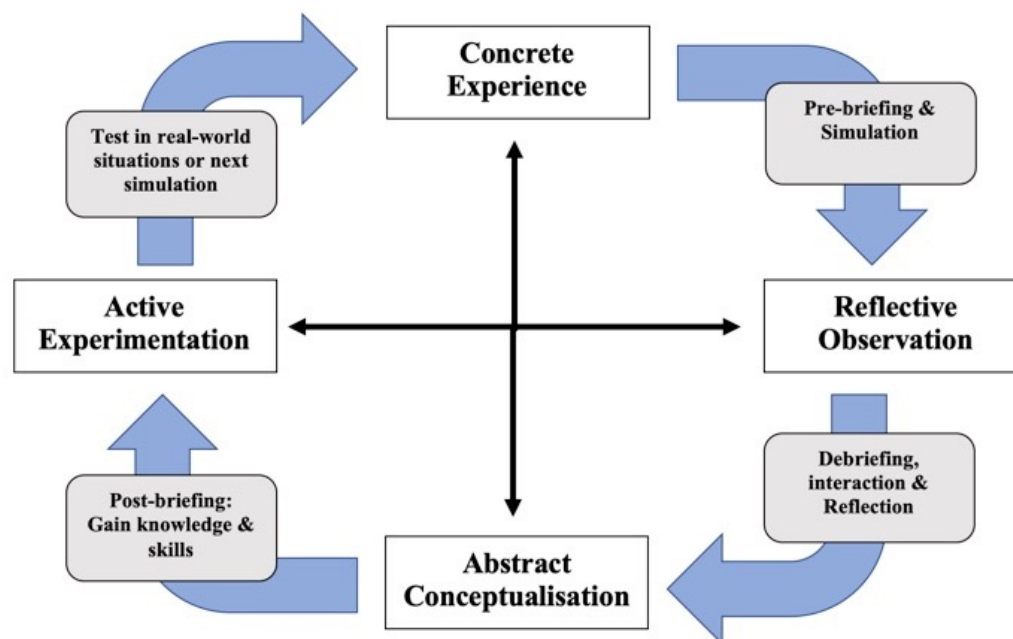 Concrete
Experience
Pre-briefing &
Simulation
Reflective
Observation
Debriefing,
interaction &
Reflection
Abstract
Conceptualisation
Post-briefing:
Gain knowledge &
skills
Active
Experimentation
Test in real-world
situations or next
simulation